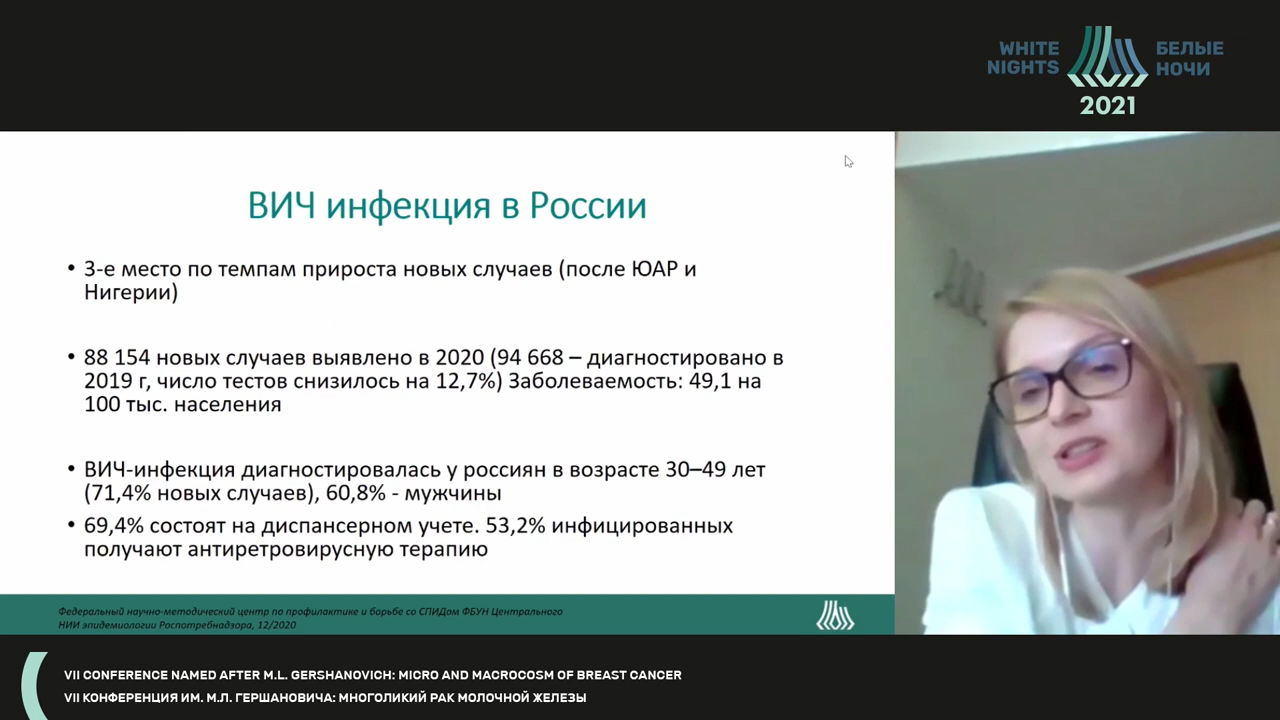 WHITE NIGHTS
БЕЛЫЕ НОЧИ
2021
ВИЧ инфекция в России
• 3-е место по темпам прироста новых случаев (после ЮАР и
Нигерии)
• 88 154 новых случаев выявлено в 2020 (94 668 – диагностировано в
2019 г, число тестов снизилось на 12,7%) Заболеваемость: 49,1 на
100 тыс. населения
• ВИЧ-инфекция диагностировалась у россиян в возрасте 30–49 лет
(71,4% новых случаев), 60,8% - мужчины
• 69,4% состоят на диспансерном учете. 53,2% инфицированных
получают антиретровирусную терапию
Федеральный научно-методический центр по профилактике и борьбе со СПИДом ФБУН Центрального
НИИ эпидемиологии Роспотребнадзора, 12/2020
VII CONFERENCE NAMED AFTER M.L. GERSHANOVICH: MICRO AND MACROCOSM OF BREAST CANCER
VII КОНФЕРЕНЦИЯ ИМ. М.Л. ГЕРШАНОВИЧА: МНОГОЛИКИЙ РАК МОЛОЧНОЙ ЖЕЛЕЗЫ